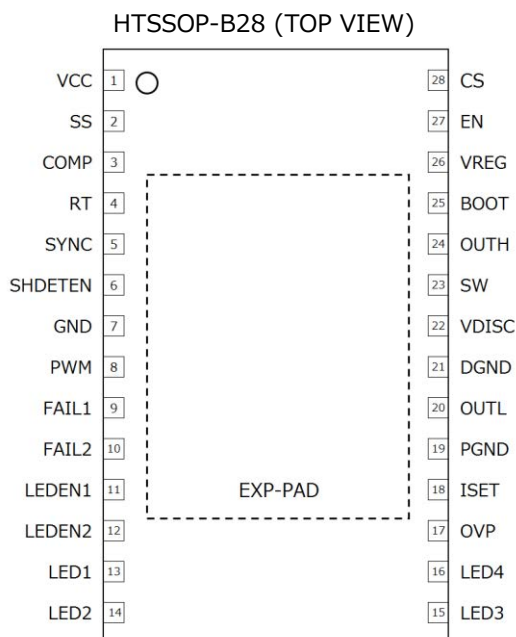 HTSSOP-B28 (TOP VIEW)
VCC 1 28 CS
SS 2 27 EN
COMP 3 26 VREG
RT 4 25 BOOT
SYNC 5 24 OUTH
SHDETEN 6 23 SW
GND 7 22 VDISC
PWM 8 21 DGND
FAIL1 9 20 OUTL
FAIL2 10 19 PGND
LEDEN1 11 EXP-PAD 18 ISET
LEDEN2 12 17 OVP
LED1 13 16 LED4
LED2 14 15 LED3